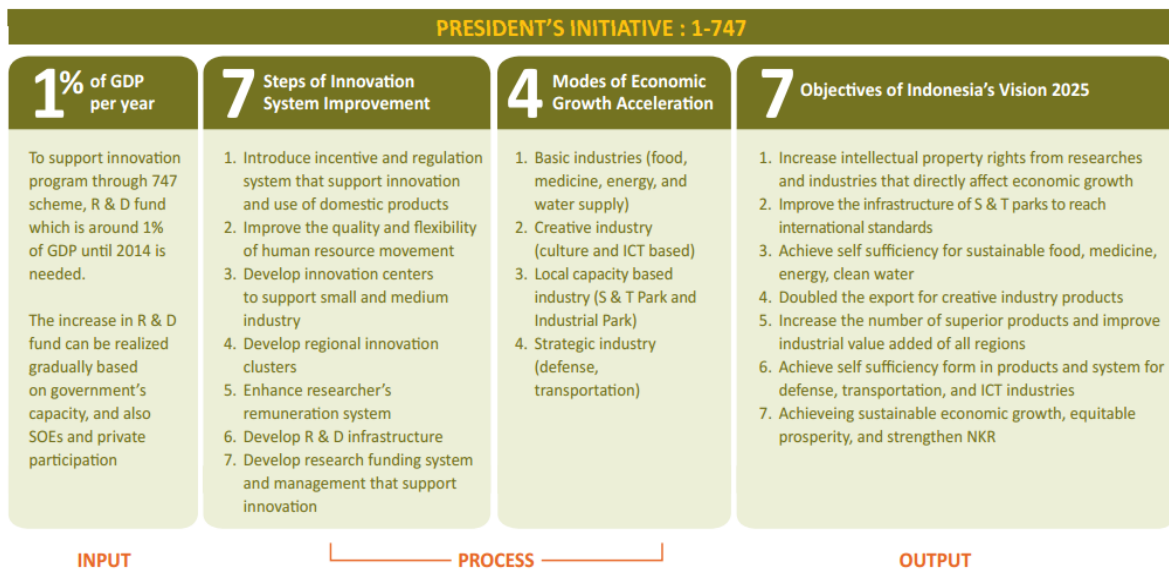 PRESIDENT'S INITIATIVE : 1-747
1% of GDP
per year
To support innovation
program through 747
scheme, R & D fund
which is around 1%
of GDP until 2014 is
needed.
The increase in R & D
fund can be realized
gradually based
on government's
capacity, and also
SOEs and private
participation
7 Steps of Innovation
System Improvement
1. Introduce incentive and regulation
system that support innovation
and use of domestic products
2. Improve the quality and flexibility
of human resource movement
3. Develop innovation centers
to support small and medium
industry
4. Develop regional innovation
clusters
5. Enhance researcher's
remuneration system
6. Develop R & D infrastructure
7. Develop research funding system
and management that support
innovation
4 Modes of Economic
Growth Acceleration
1. Basic industries (food,
medicine, energy, and
water supply)
2. Creative industry
(culture and ICT based)
3. Local capacity based
industry (S & T Park and
Industrial Park)
4. Strategic industry
(defense,
transportation)
7 Objectives of Indonesia's Vision 2025
1. Increase intellectual property rights from researches
and industries that directly affect economic growth
2. Improve the infrastructure of S & T parks to reach
international standards
3. Achieve self sufficiency for sustainable food, medicine,
energy, clean water
4. Doubled the export for creative industry products
5. Increase the number of superior products and improve
industrial value added of all regions
6. Achieve self sufficiency form in products and system for
defense, transportation, and ICT industries
7. Achieveing sustainable economic growth, equitable
prosperity, and strengthen NKR
INPUT
PROCESS
OUTPUT